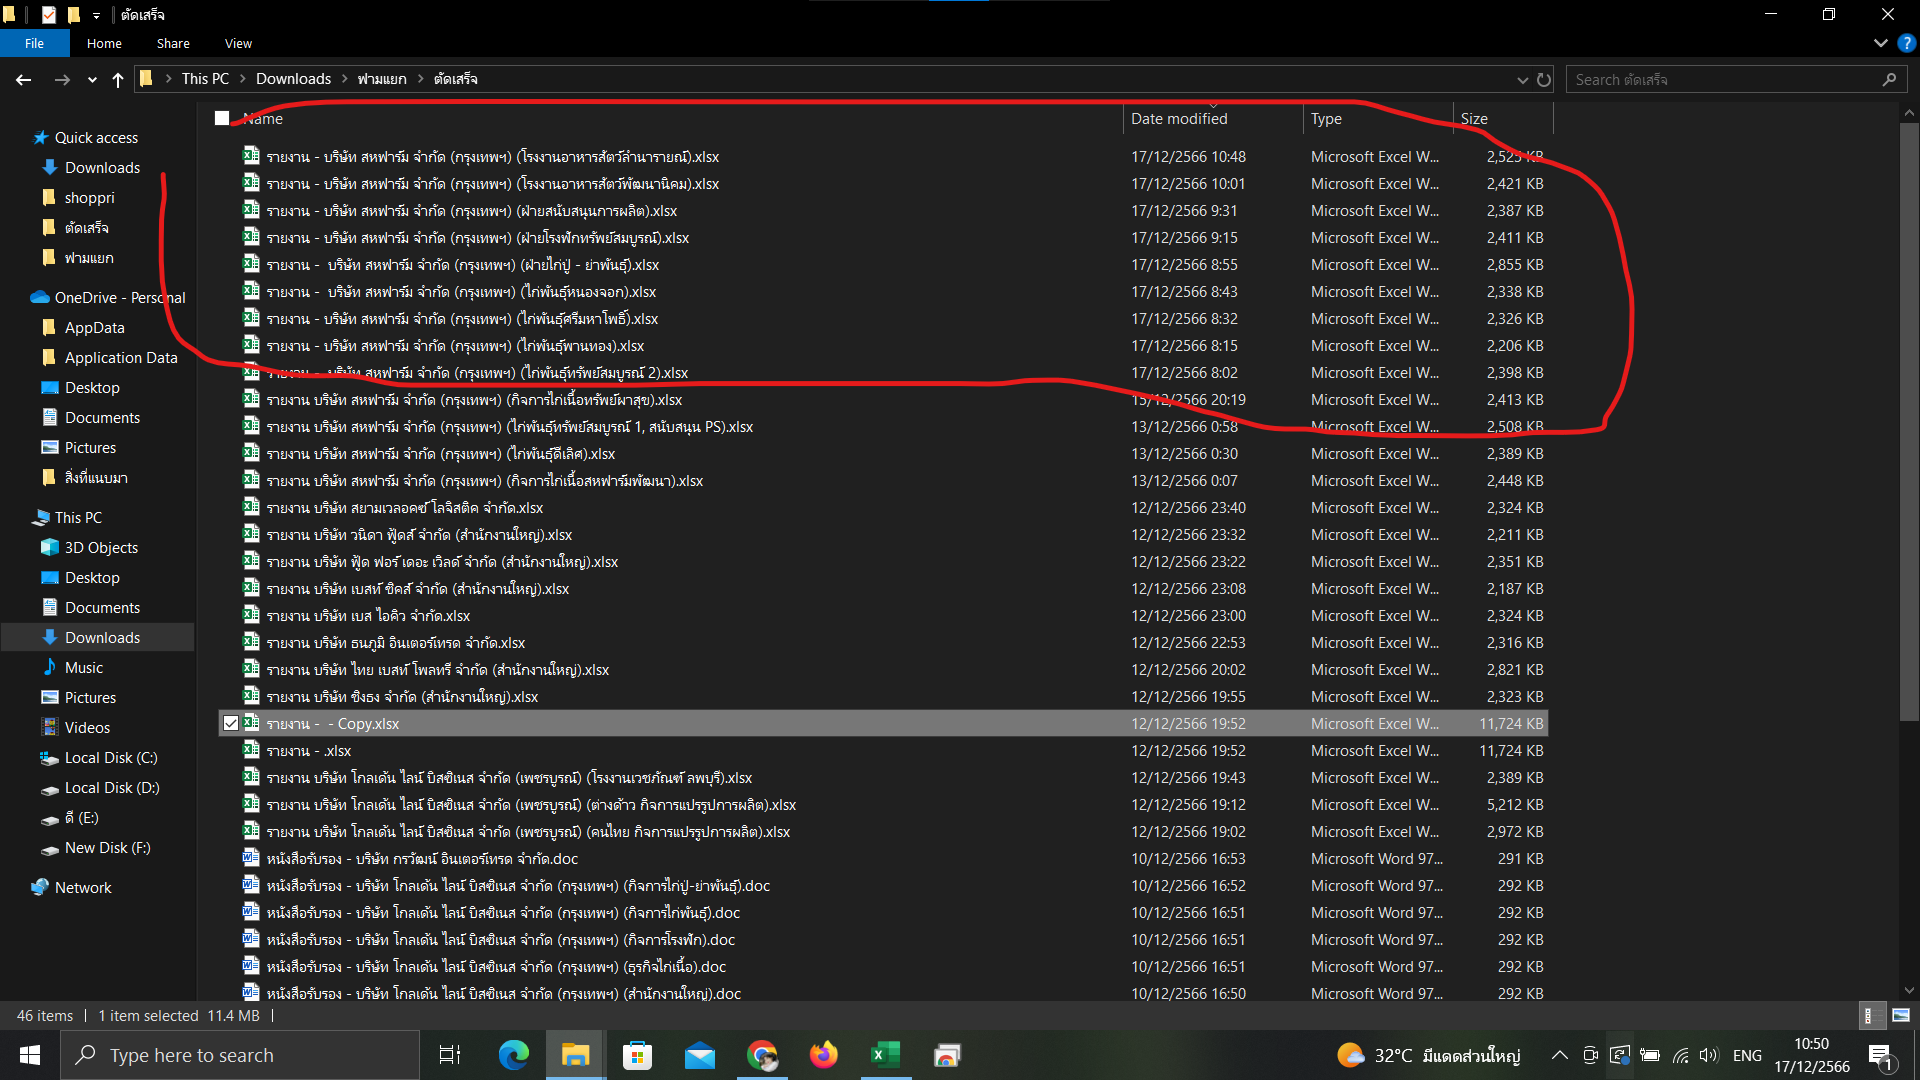 ตัดเสร็จ
File Home Share View
This PC Downloads ฟามแยก ตัดเสร็จ
Search ตัดเสร็จ
Name Date modified Type Size
Quick access
Downloads
shoppri
ตัดเสร็จ
ฟามแยก
OneDrive - Personal
AppData
Application Data
Desktop
Documents
Pictures
สิ่งที่แนบมา
This PC
3D Objects
Desktop
Documents
Downloads
Music
Pictures
Videos
Local Disk (C:)
Local Disk (D:)
ดี (E:)
New Disk (F:)
Network
รายงาน - บริษัท สหฟาร์ม จำกัด (กรุงเทพฯ) (โรงงานอาหารสัตว์ลำนารายณ์).xlsx 17/12/2566 10:48 Microsoft Excel W... 2,525 KB
รายงาน - บริษัท สหฟาร์ม จำกัด (กรุงเทพฯ) (โรงงานอาหารสัตว์พัฒนานิคม).xlsx 17/12/2566 10:01 Microsoft Excel W... 2,421 KB
รายงาน - บริษัท สหฟาร์ม จำกัด (กรุงเทพฯ) (ฝ่ายสนับสนุนการผลิต).xlsx 17/12/2566 9:31 Microsoft Excel W... 2,387 KB
รายงาน - บริษัท สหฟาร์ม จำกัด (กรุงเทพฯ) (ฝ่ายโรงฟักทรัพย์สมบูรณ์).xlsx 17/12/2566 9:15 Microsoft Excel W... 2,411 KB
รายงาน -  บริษัท สหฟาร์ม จำกัด (กรุงเทพฯ) (ฝ่ายไก่ปู่ - ย่าพันธุ์).xlsx 17/12/2566 8:55 Microsoft Excel W... 2,855 KB
รายงาน -  บริษัท สหฟาร์ม จำกัด (กรุงเทพฯ) (ไก่พันธุ์หนองจอก).xlsx 17/12/2566 8:43 Microsoft Excel W... 2,338 KB
รายงาน - บริษัท สหฟาร์ม จำกัด (กรุงเทพฯ) (ไก่พันธุ์ศรีมหาโพธิ์).xlsx 17/12/2566 8:32 Microsoft Excel W... 2,326 KB
รายงาน - บริษัท สหฟาร์ม จำกัด (กรุงเทพฯ) (ไก่พันธุ์พานทอง).xlsx 17/12/2566 8:15 Microsoft Excel W... 2,206 KB
รายงาน - บริษัท สหฟาร์ม จำกัด (กรุงเทพฯ) (ไก่พันธุ์ทรัพย์สมบูรณ์ 2).xlsx 17/12/2566 8:02 Microsoft Excel W... 2,398 KB
รายงาน บริษัท สหฟาร์ม จำกัด (กรุงเทพฯ) (กิจการไก่เนื้อทรัพย์ผาสุข).xlsx 15/12/2566 20:19 Microsoft Excel W... 2,413 KB
รายงาน บริษัท สหฟาร์ม จำกัด (กรุงเทพฯ) (ไก่พันธุ์ทรัพย์สมบูรณ์ 1, สนับสนุน PS).xlsx 13/12/2566 0:58 Microsoft Excel W... 2,508 KB
รายงาน บริษัท สหฟาร์ม จำกัด (กรุงเทพฯ) (ไก่พันธุ์ดีเลิศ).xlsx 13/12/2566 0:30 Microsoft Excel W... 2,389 KB
รายงาน บริษัท สหฟาร์ม จำกัด (กรุงเทพฯ) (กิจการไก่เนื้อสหฟาร์มพัฒนา).xlsx 13/12/2566 0:07 Microsoft Excel W... 2,448 KB
รายงาน บริษัท สยามเวลอคซ์ โลจิสติค จำกัด.xlsx 12/12/2566 23:40 Microsoft Excel W... 2,324 KB
รายงาน บริษัท วนิดา ฟู้ดส์ จำกัด (สำนักงานใหญ่).xlsx 12/12/2566 23:32 Microsoft Excel W... 2,211 KB
รายงาน บริษัท ฟู้ด ฟอร์ เดอะ เวิลด์ จำกัด (สำนักงานใหญ่).xlsx 12/12/2566 23:22 Microsoft Excel W... 2,351 KB
รายงาน บริษัท เบสท์ ชิคส์ จำกัด (สำนักงานใหญ่).xlsx 12/12/2566 23:08 Microsoft Excel W... 2,187 KB
รายงาน บริษัท เบส ไอคิว จำกัด.xlsx 12/12/2566 23:00 Microsoft Excel W... 2,324 KB
รายงาน บริษัท ธนภูมิ อินเตอร์เทรด จำกัด.xlsx 12/12/2566 22:53 Microsoft Excel W... 2,316 KB
รายงาน บริษัท ไทย เบสท์ โพลทรี จำกัด (สำนักงานใหญ่).xlsx 12/12/2566 20:02 Microsoft Excel W... 2,821 KB
รายงาน บริษัท ชิงธง จำกัด (สำนักงานใหญ่).xlsx 12/12/2566 19:55 Microsoft Excel W... 2,323 KB
รายงาน -  - Copy.xlsx 12/12/2566 19:52 Microsoft Excel W... 11,724 KB
รายงาน - .xlsx 12/12/2566 19:52 Microsoft Excel W... 11,724 KB
รายงาน บริษัท โกลเด้น ไลน์ บิสซิเนส จำกัด (เพชรบูรณ์) (โรงงานเวชภัณฑ์ ลพบุรี).xlsx 12/12/2566 19:43 Microsoft Excel W... 2,389 KB
รายงาน บริษัท โกลเด้น ไลน์ บิสซิเนส จำกัด (เพชรบูรณ์) (ต่างด้าว กิจการแปรรูปการผลิต).xlsx 12/12/2566 19:12 Microsoft Excel W... 5,212 KB
รายงาน บริษัท โกลเด้น ไลน์ บิสซิเนส จำกัด (เพชรบูรณ์) (คนไทย กิจการแปรรูปการผลิต).xlsx 12/12/2566 19:02 Microsoft Excel W... 2,972 KB
หนังสือรับรอง - บริษัท กรวัฒน์ อินเตอร์เทรด จำกัด.doc 10/12/2566 16:53 Microsoft Word 97... 291 KB
หนังสือรับรอง - บริษัท โกลเด้น ไลน์ บิสซิเนส จำกัด (กรุงเทพฯ) (กิจการไก่ปู่-ย่าพันธุ์).doc 10/12/2566 16:52 Microsoft Word 97... 292 KB
หนังสือรับรอง - บริษัท โกลเด้น ไลน์ บิสซิเนส จำกัด (กรุงเทพฯ) (กิจการไก่พันธุ์).doc 10/12/2566 16:51 Microsoft Word 97... 292 KB
หนังสือรับรอง - บริษัท โกลเด้น ไลน์ บิสซิเนส จำกัด (กรุงเทพฯ) (กิจการโรงฟัก).doc 10/12/2566 16:51 Microsoft Word 97... 292 KB
หนังสือรับรอง - บริษัท โกลเด้น ไลน์ บิสซิเนส จำกัด (กรุงเทพฯ) (ธุรกิจไก่เนื้อ).doc 10/12/2566 16:51 Microsoft Word 97... 292 KB
หนังสือรับรอง - บริษัท โกลเด้น ไลน์ บิสซิเนส จำกัด (กรุงเทพฯ) (สำนักงานใหญ่).doc 10/12/2566 16:50 Microsoft Word 97... 292 KB
46 items 1 item selected 11.4 MB
Type here to search
32°C มีแดดส่วนใหญ่ ENG
10:50
17/12/2566
1